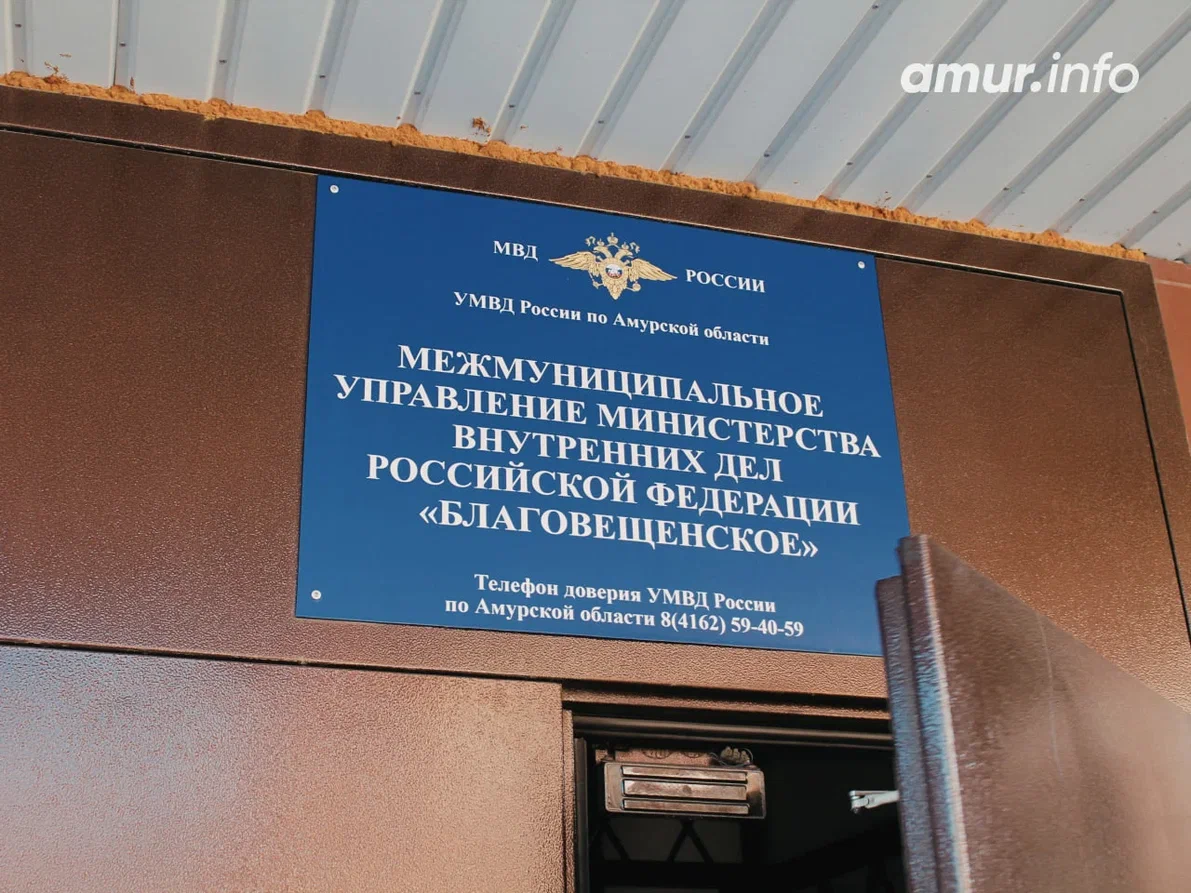 amur.info
МВД РОССИИ
УМВД России по Амурской области
МЕЖМУНИЦИПАЛЬНОЕ
УПРАВЛЕНИЕ МИНИСТЕРСТВА
ВНУТРЕННИХ ДЕЛ
РОССИЙСКОЙ ФЕДЕРАЦИИ
«БЛАГОВЕЩЕНСКОЕ»
Телефон доверия УМВД России
по Амурской области 8(4162) 59-40-59